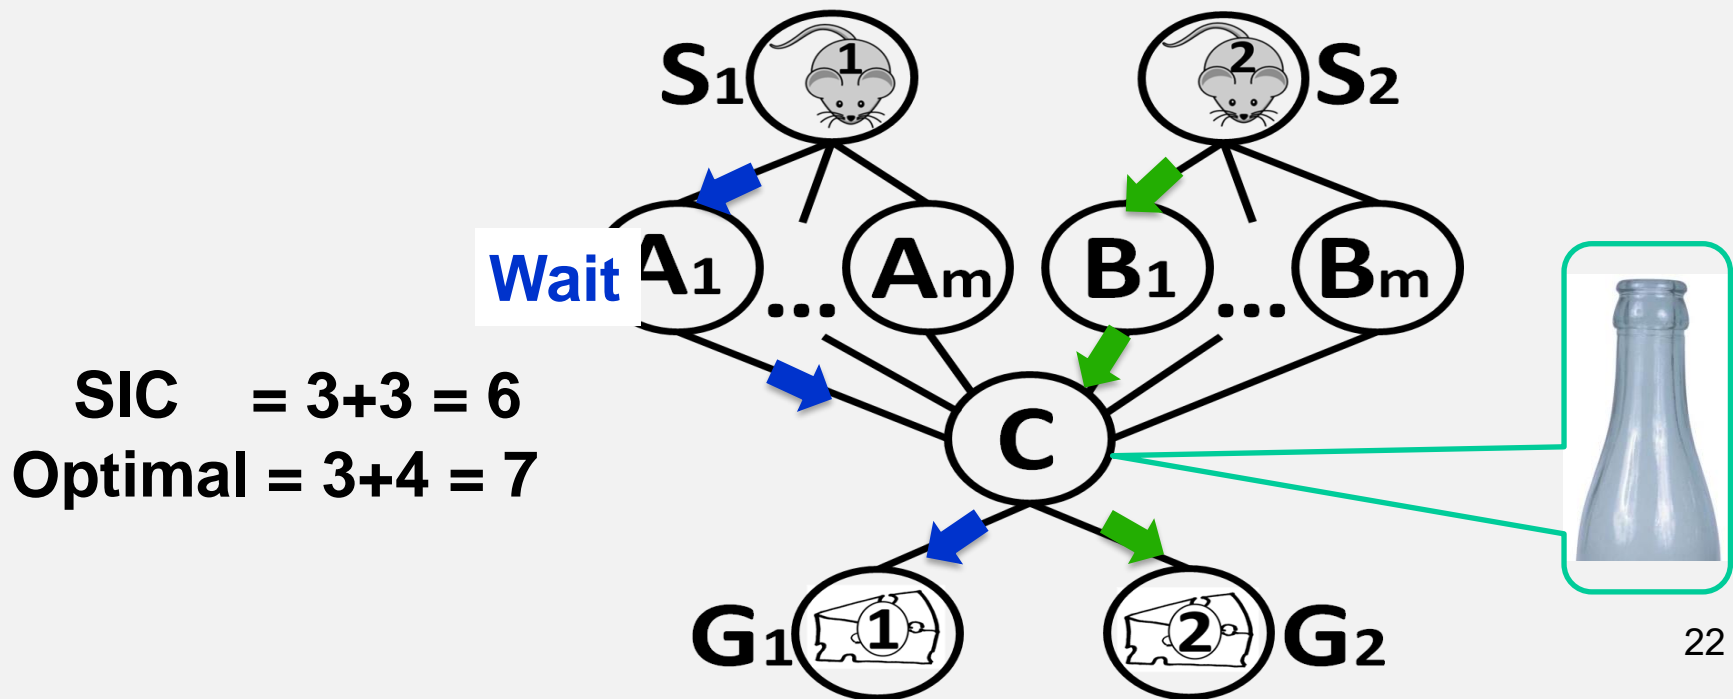 S1 1 2 S2
Wait A1 ... Am B1 ... Bm
SIC = 3+3 = 6
Optimal = 3+4 = 7
C
G1 1 2 G2
22